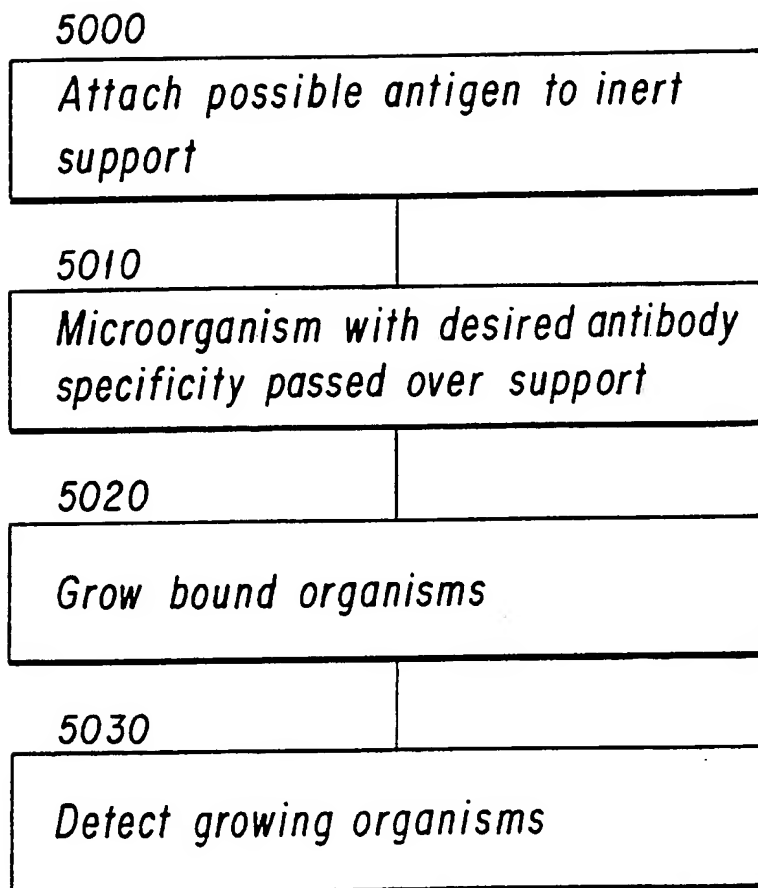 5000
Attach possible antigen to inert
support
5010
Microorganism with desired antibody
specificity passed over support
5020
Grow bound organisms
5030
Detect growing organisms